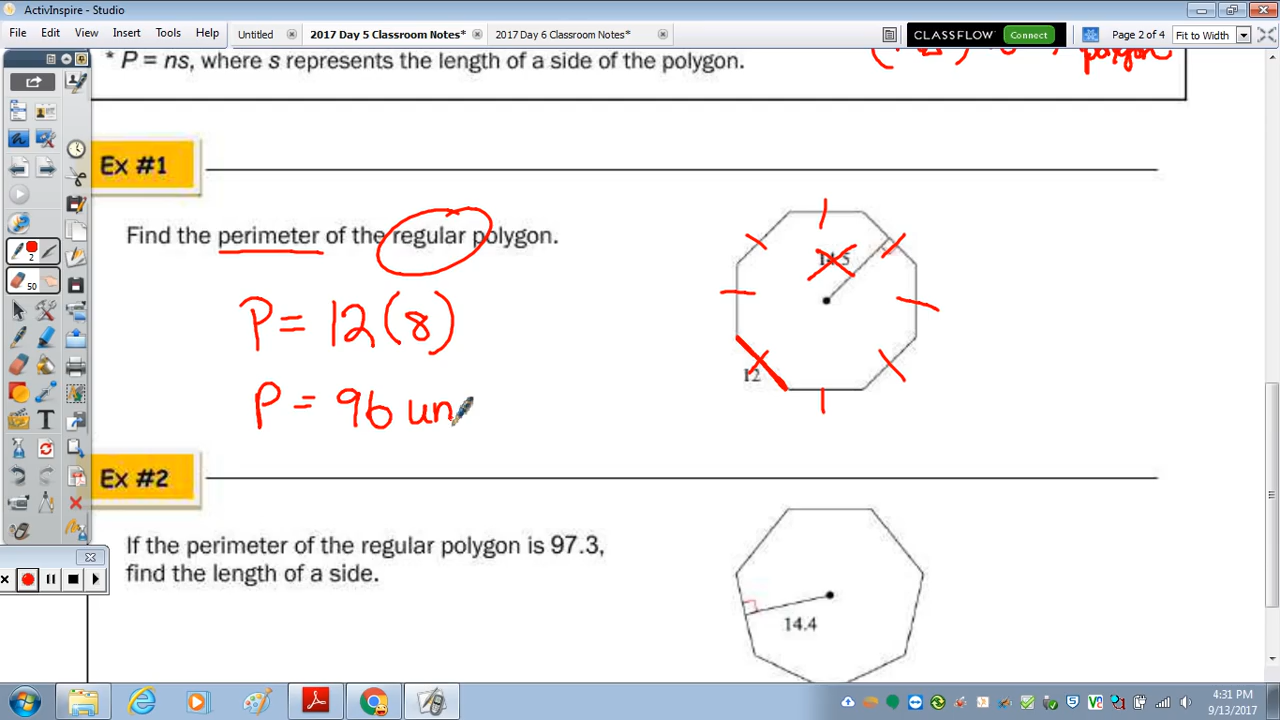 ActivInspire - Studio
File Edit View Insert Tools Help
Untitled
2017 Day 5 Classroom Notes*
2017 Day 6 Classroom Notes*
CLASSFLOW Connect
Page 2 of 4
Fit to Width
* P = ns, where s represents the length of a side of the polygon.
polygon
Ex #1
Find the perimeter of the regular polygon.
14.5
P = 12(8)
12
P = 96 un
Ex #2
If the perimeter of the regular polygon is 97.3,
find the length of a side.
14.4
2
50
4:31 PM
9/13/2017